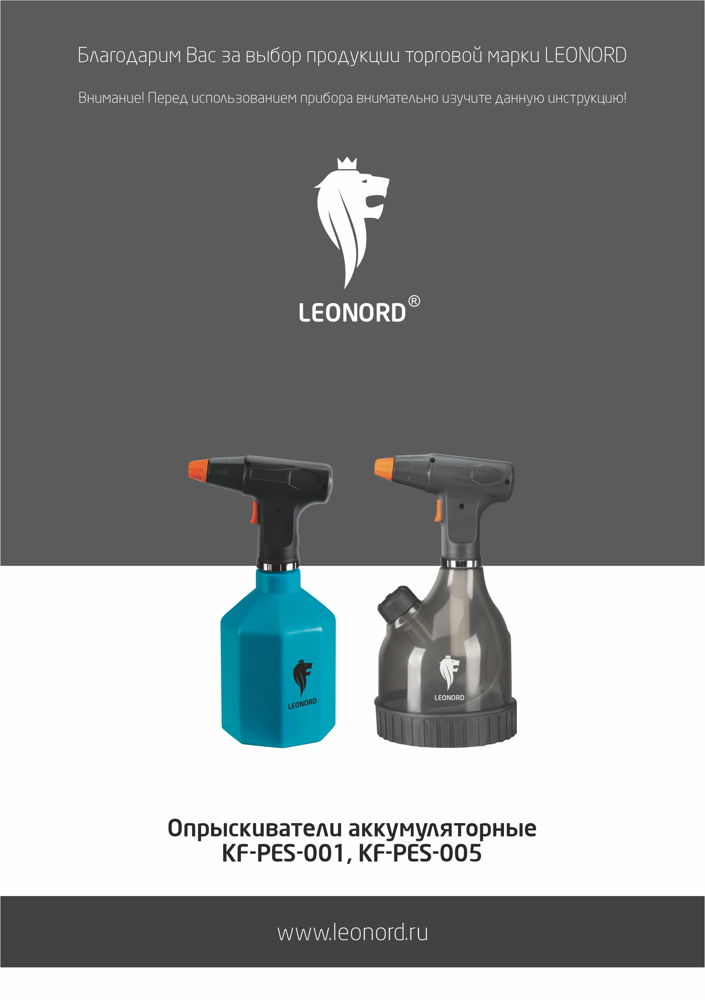 Благодарим Вас за выбор продукции торговой марки LEONORD
Внимание! Перед использованием прибора внимательно изучите данную инструкцию!
LEONORD®
LEONORD
LEONORD
Опрыскиватели аккумуляторные
KF-PES-001, KF-PES-005
www.leonord.ru